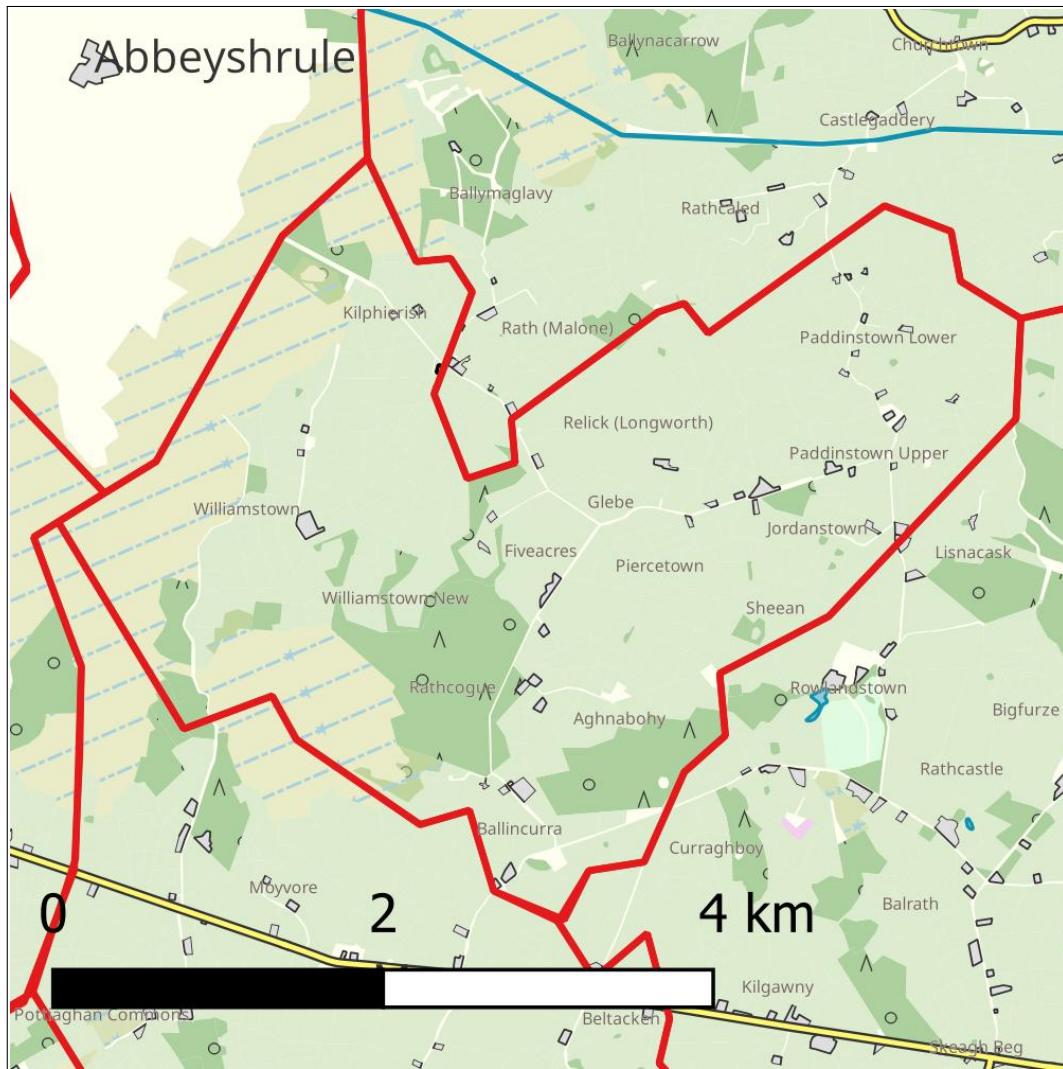 Ballynacarrow
Churchtown
Abbeyshrule
Castlegaddery
Ballymaglavy
Rathcaled
Kilphierish
Rath (Malone)
Paddinstown Lower
Relick (Longworth)
Paddinstown Upper
Williamstown
Glebe
Jordanstown
Fiveacres
Lisnacask
Piercetown
Williamstown New
Sheean
Rathcogue
Rowlandstown
Aghnabohy
Bigfurze
Rathcastle
Ballincurra
Curraghboy
Moyvore
Balrath
0 2 4 km
Kilgawny
Potnaghan Commons
Beltacken
Skeagh Beg